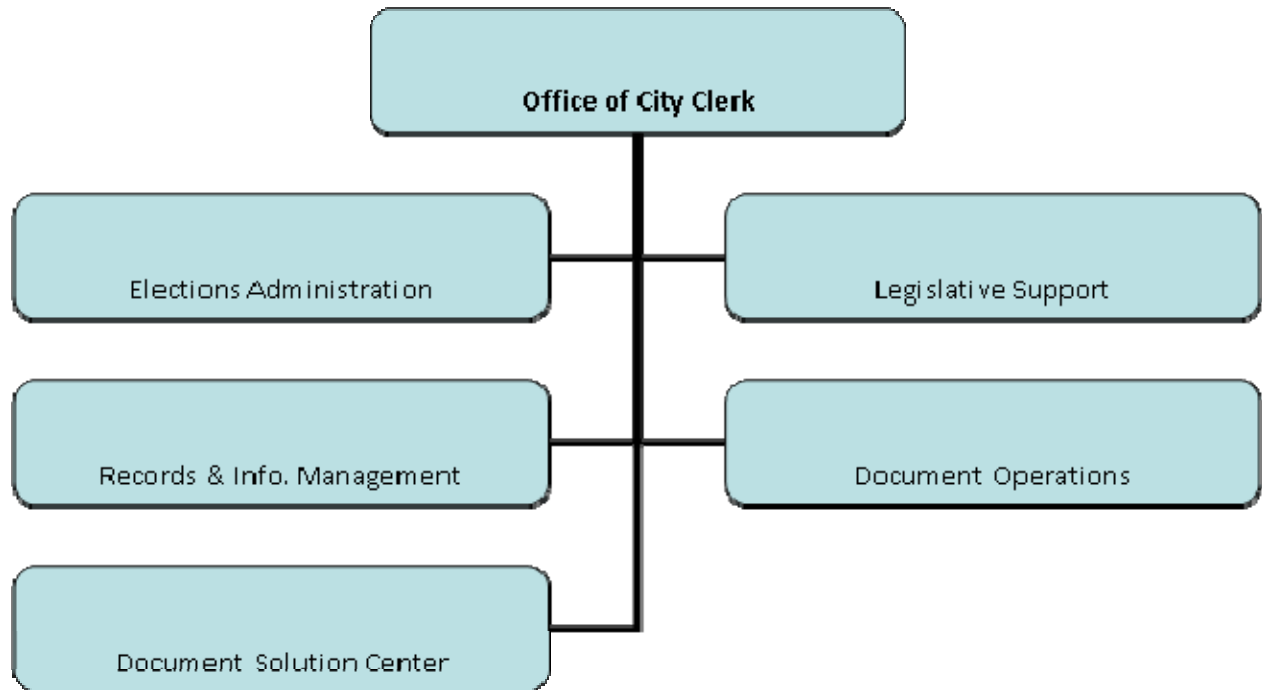 Office of City Clerk
Elections Administration
Legislative Support
Records & Info. Management
Document Operations
Document Solution Center